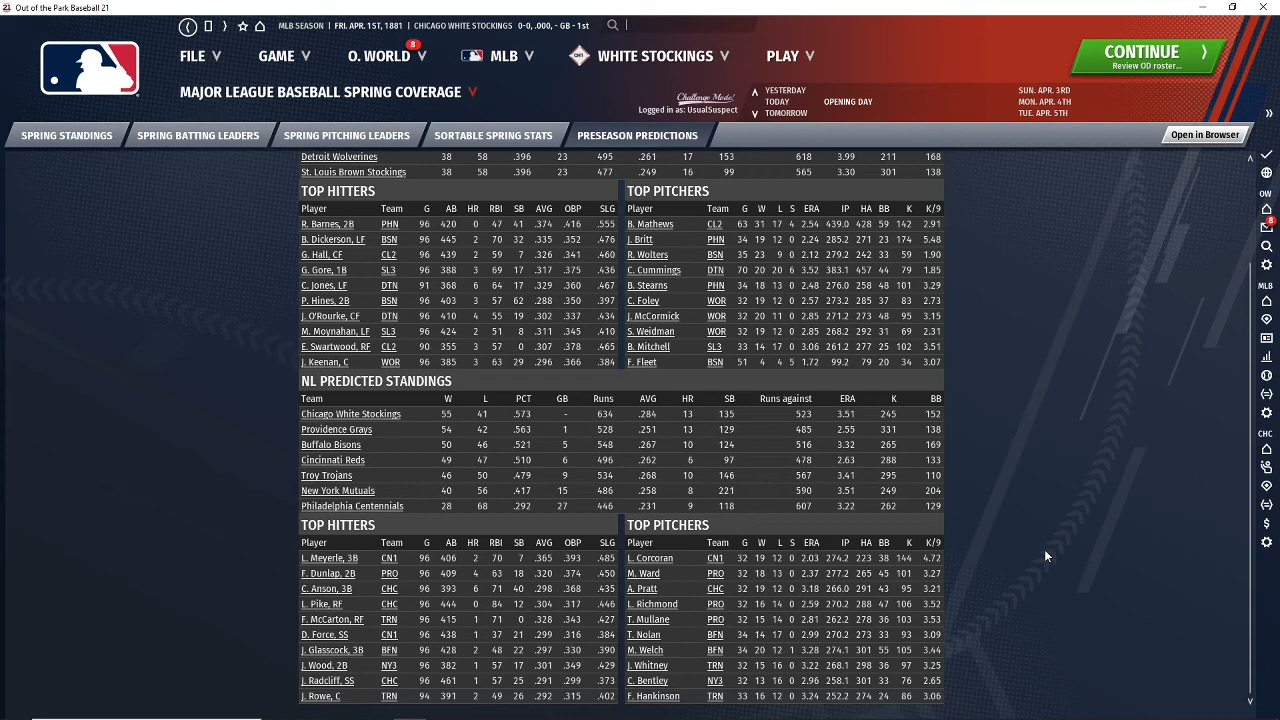 Out of the Park Baseball 21
MLB SEASON | FRI. APR. 1ST, 1881 | CHICAGO WHITE STOCKINGS 0-0, .000, - GB - 1st
FILE GAME O. WORLD 8 MLB WHITE STOCKINGS PLAY
CONTINUE
Review OD roster...
MAJOR LEAGUE BASEBALL SPRING COVERAGE
Challenge Mode!
Logged in as: UsualSuspect
YESTERDAY
TODAY OPENING DAY
TOMORROW
SUN. APR. 3RD
MON. APR. 4TH
TUE. APR. 5TH
SPRING STANDINGS SPRING BATTING LEADERS SPRING PITCHING LEADERS SORTABLE SPRING STATS PRESEASON PREDICTIONS Open in Browser
Detroit Wolverines 38 58 .396 23 495 .261 17 153 618 3.99 211 168
St. Louis Brown Stockings 38 58 .396 23 477 .249 16 99 565 3.30 301 138
TOP HITTERS
Player Team G AB HR RBI SB AVG OBP SLG
R. Barnes, 2B PHN 96 420 0 47 41 .374 .416 .555
B. Dickerson, LF BSN 96 445 2 70 32 .335 .352 .476
G. Hall, CF CL2 96 439 2 59 7 .326 .341 .460
G. Gore, 1B SL3 96 388 3 69 17 .317 .375 .436
C. Jones, LF DTN 91 368 6 64 17 .329 .360 .467
P. Hines, 2B BSN 96 403 3 57 62 .288 .350 .397
J. O'Rourke, CF DTN 96 410 4 55 19 .302 .337 .434
M. Moynahan, LF SL3 96 424 2 51 8 .311 .345 .410
E. Swartwood, RF CL2 90 355 3 57 0 .307 .378 .465
J. Keenan, C WOR 96 385 3 63 29 .296 .366 .384
TOP PITCHERS
Player Team G W L S ERA IP HA BB K K/9
B. Mathews CL2 63 31 17 4 2.54 439.0 428 59 142 2.91
J. Britt PHN 34 19 12 0 2.24 285.2 271 23 174 5.48
R. Wolters BSN 35 23 9 0 2.12 279.2 242 33 59 1.90
C. Cummings DTN 70 20 20 6 3.52 383.1 457 44 79 1.85
B. Stearns PHN 34 18 13 0 2.48 276.0 258 48 101 3.29
C. Foley WOR 32 19 12 0 2.57 273.2 285 37 83 2.73
J. McCormick WOR 32 20 11 0 2.85 271.2 273 48 95 3.15
S. Weidman WOR 32 19 12 0 2.85 268.2 292 31 69 2.31
B. Mitchell SL3 33 14 17 0 3.06 261.2 277 25 102 3.51
F. Fleet BSN 51 4 4 5 1.72 99.2 79 20 34 3.07
NL PREDICTED STANDINGS
Team W L PCT GB Runs AVG HR SB Runs against ERA K BB
Chicago White Stockings 55 41 .573 - 634 .284 13 135 523 3.51 245 152
Providence Grays 54 42 .563 1 528 .251 13 129 485 2.55 331 138
Buffalo Bisons 50 46 .521 5 548 .267 10 124 516 3.32 265 169
Cincinnati Reds 49 47 .510 6 496 .262 6 97 478 2.63 288 133
Troy Trojans 46 50 .479 9 534 .268 10 146 567 3.41 295 110
New York Mutuals 40 56 .417 15 486 .258 8 221 590 3.51 249 204
Philadelphia Centennials 28 68 .292 27 446 .231 9 118 607 3.22 262 129
TOP HITTERS
Player Team G AB HR RBI SB AVG OBP SLG
L. Meyerle, 3B CN1 96 406 2 70 7 .365 .393 .485
F. Dunlap, 2B PRO 96 409 4 63 18 .320 .374 .450
C. Anson, 3B CHC 96 393 6 71 40 .298 .368 .435
L. Pike, RF CHC 96 444 0 84 12 .304 .317 .446
F. McCarton, RF TRN 96 415 1 71 0 .328 .343 .427
D. Force, SS CN1 96 438 1 37 21 .299 .316 .384
J. Glasscock, 3B BFN 96 428 2 48 22 .297 .330 .390
J. Wood, 2B NY3 96 382 1 57 17 .301 .349 .429
J. Radcliff, SS CHC 96 461 1 57 25 .291 .299 .373
J. Rowe, C TRN 94 391 2 49 26 .292 .315 .402
TOP PITCHERS
Player Team G W L S ERA IP HA BB K K/9
L. Corcoran CN1 32 19 12 0 2.03 274.2 223 38 144 4.72
M. Ward PRO 32 18 13 0 2.37 277.2 265 45 101 3.27
A. Pratt CHC 32 19 12 0 3.18 266.0 291 43 95 3.21
L. Richmond PRO 32 16 14 0 2.59 270.2 288 47 106 3.52
T. Mullane PRO 32 15 14 0 2.81 262.2 278 36 103 3.53
T. Nolan BFN 34 14 17 0 2.99 270.2 273 33 93 3.09
M. Welch BFN 34 20 12 1 3.28 274.1 301 55 105 3.44
J. Whitney TRN 32 15 16 0 3.22 268.1 298 36 97 3.25
C. Bentley NY3 32 13 16 0 2.96 258.1 301 33 76 2.65
F. Hankinson TRN 33 16 12 0 3.24 252.2 274 24 86 3.06
OW
8
MLB
CHC